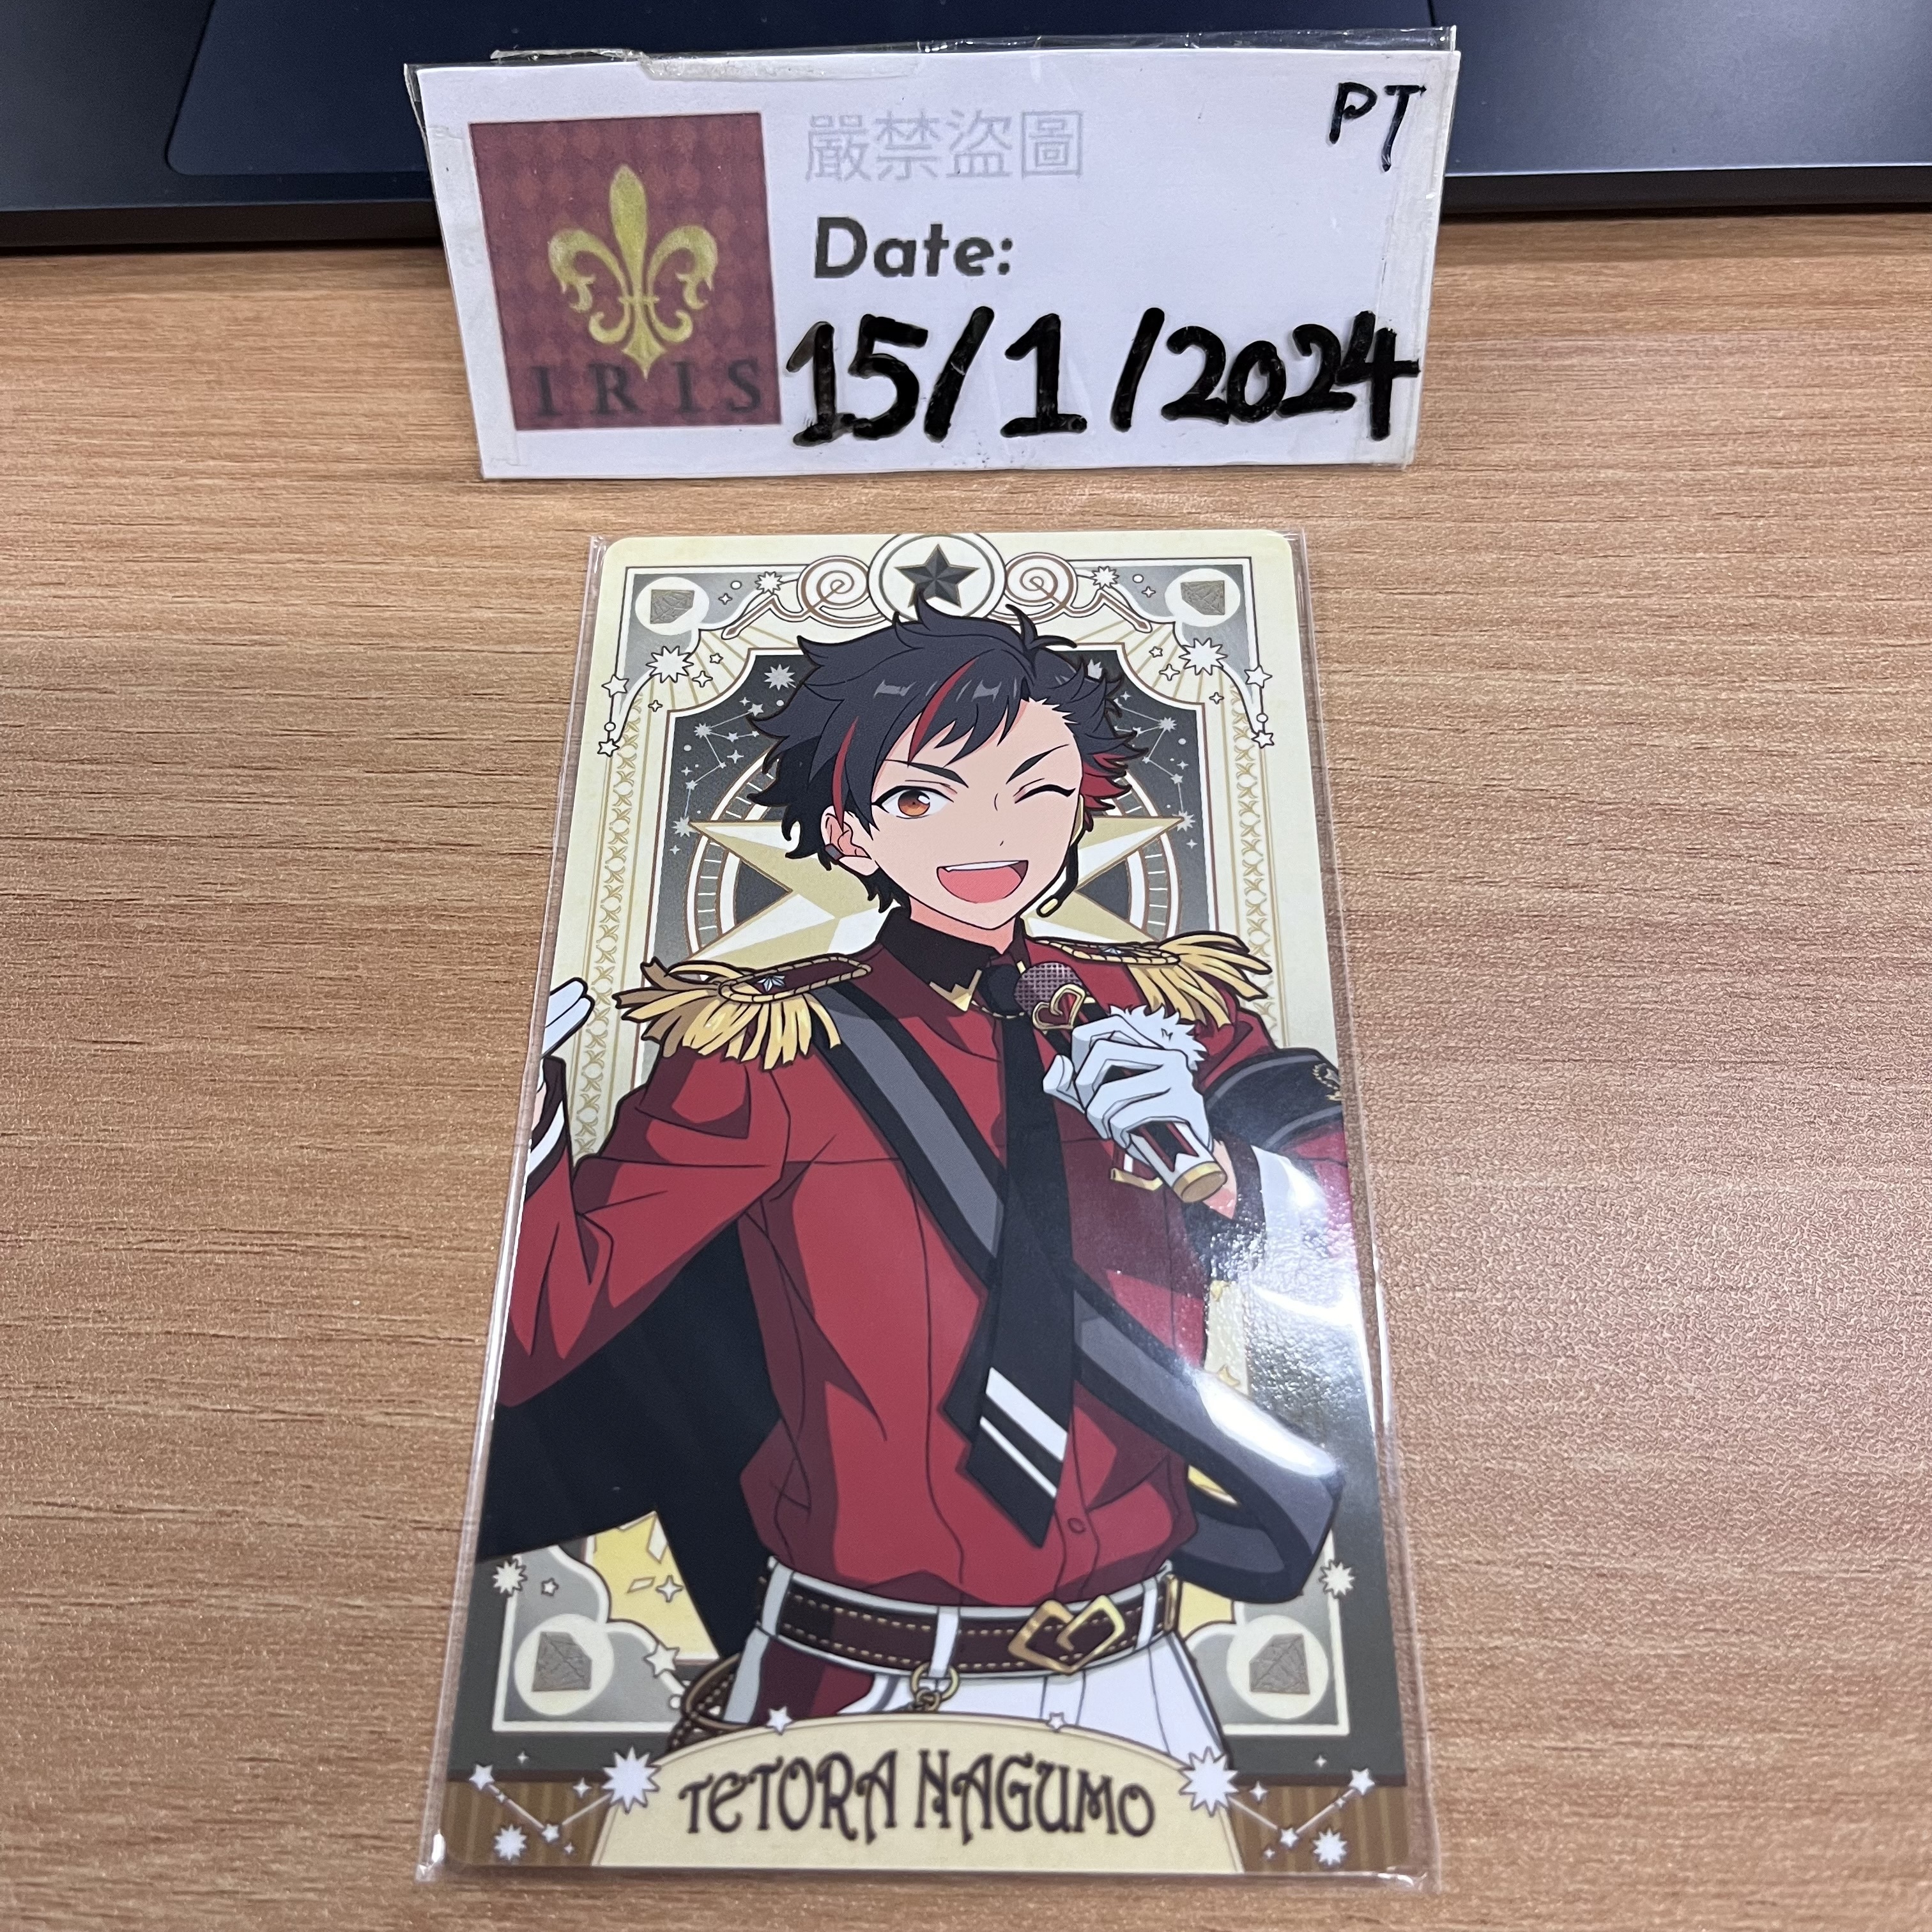 PT
嚴禁盜圖
Date:
15/1/2024
IRIS
TETORA NAGUMO